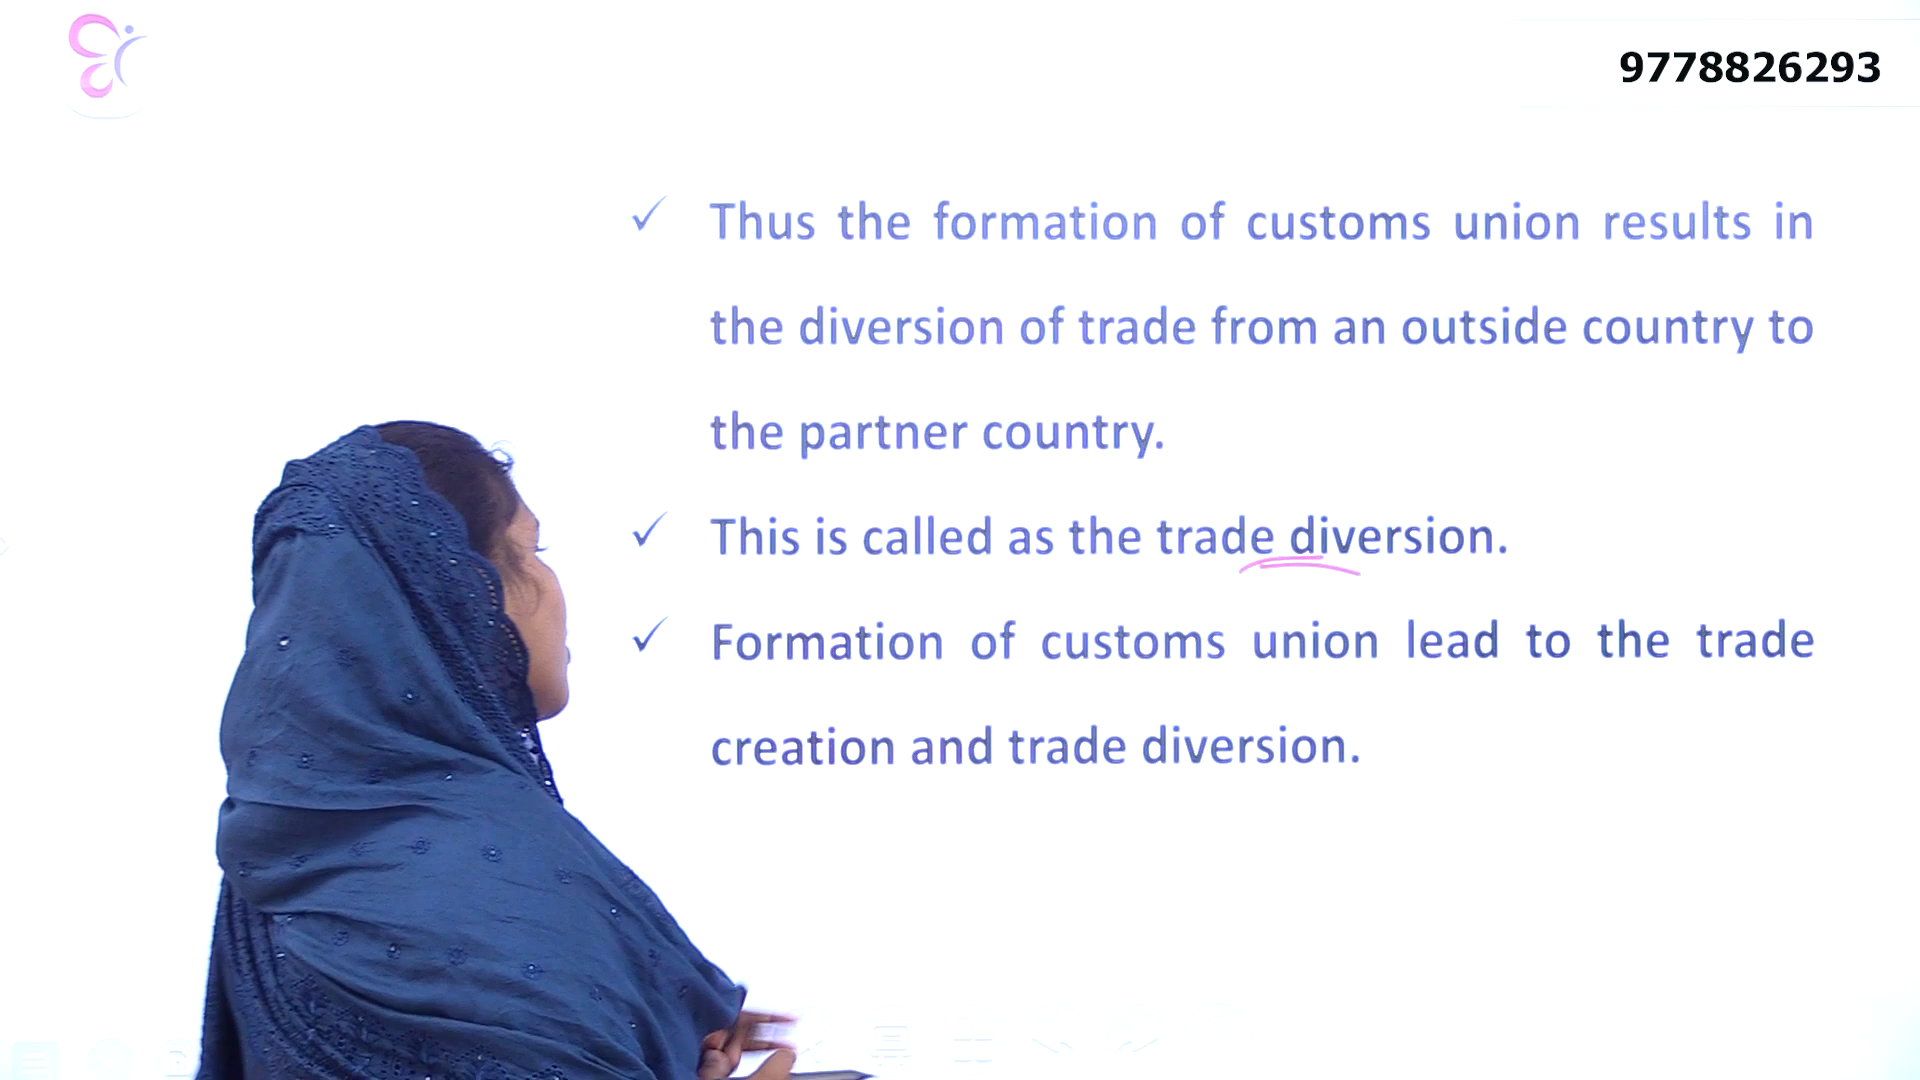 9778826293
✓ Thus the formation of customs union results in
the diversion of trade from an outside country to
the partner country.
✓ This is called as the trade diversion.
✓ Formation of customs union lead to the trade
creation and trade diversion.